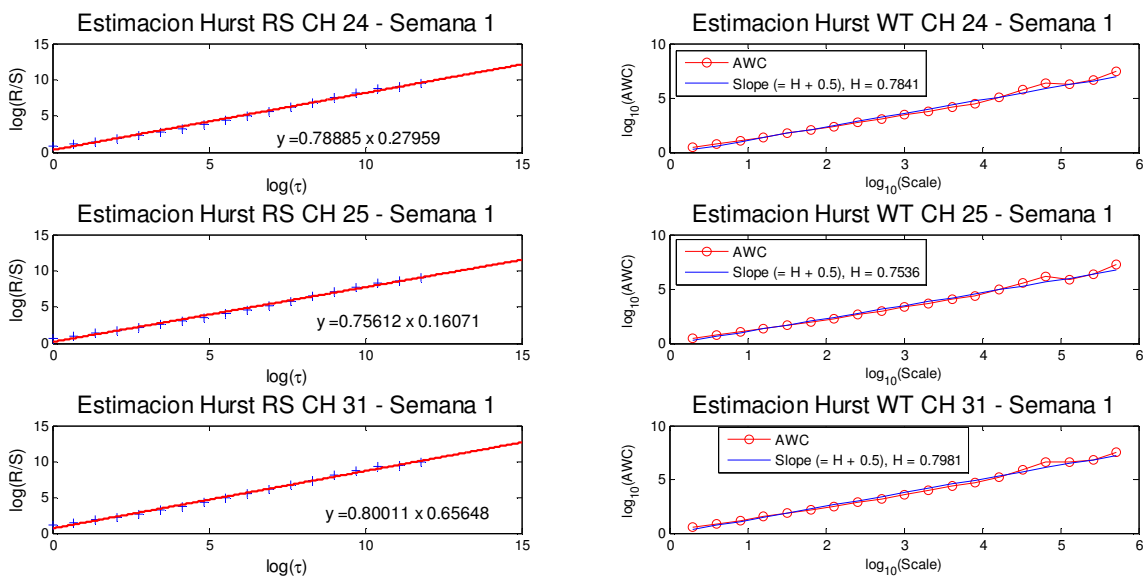 Estimacion Hurst RS CH 24 - Semana 1
15
10
5
0
log(R/S)
y =0.78885 x 0.27959
0 5 10 15
log(τ)
Estimacion Hurst WT CH 24 - Semana 1
10
5
0
log10(AWC)
AWC
Slope (= H + 0.5), H = 0.7841
0 1 2 3 4 5 6
log10(Scale)
Estimacion Hurst RS CH 25 - Semana 1
15
10
5
0
log(R/S)
y =0.75612 x 0.16071
0 5 10 15
log(τ)
Estimacion Hurst WT CH 25 - Semana 1
10
5
0
log10(AWC)
AWC
Slope (= H + 0.5), H = 0.7536
0 1 2 3 4 5 6
log10(Scale)
Estimacion Hurst RS CH 31 - Semana 1
15
10
5
0
log(R/S)
y =0.80011 x 0.65648
0 5 10 15
log(τ)
Estimacion Hurst WT CH 31 - Semana 1
10
5
0
log10(AWC)
AWC
Slope (= H + 0.5), H = 0.7981
0 1 2 3 4 5 6
log10(Scale)